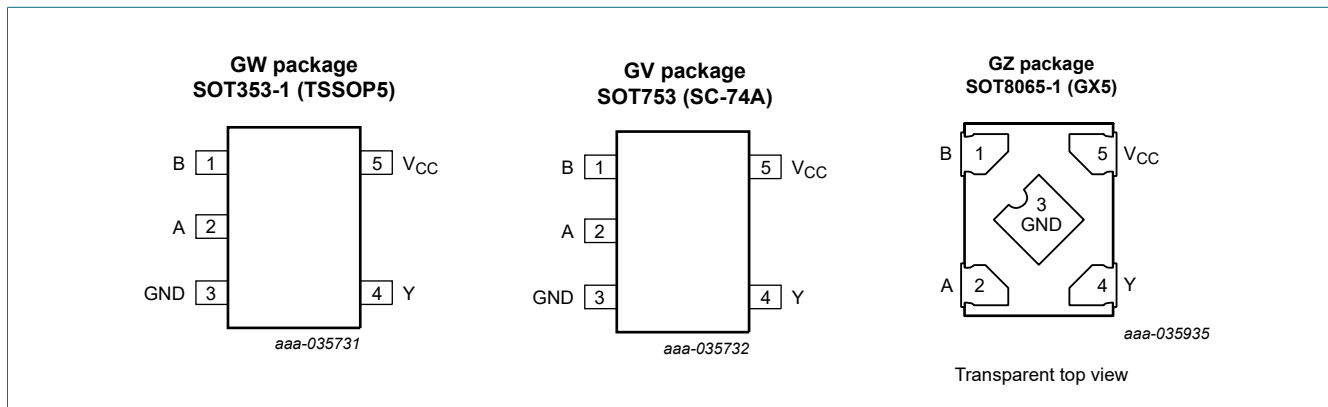 GW package
SOT353-1 (TSSOP5)
B 1
5 VCC
A 2
GND 3
4 Y
aaa-035731
GV package
SOT753 (SC-74A)
B 1
5 VCC
A 2
GND 3
4 Y
aaa-035732
GZ package
SOT8065-1 (GX5)
B 1
5 VCC
3
GND
A 2
4 Y
aaa-035935
Transparent top view